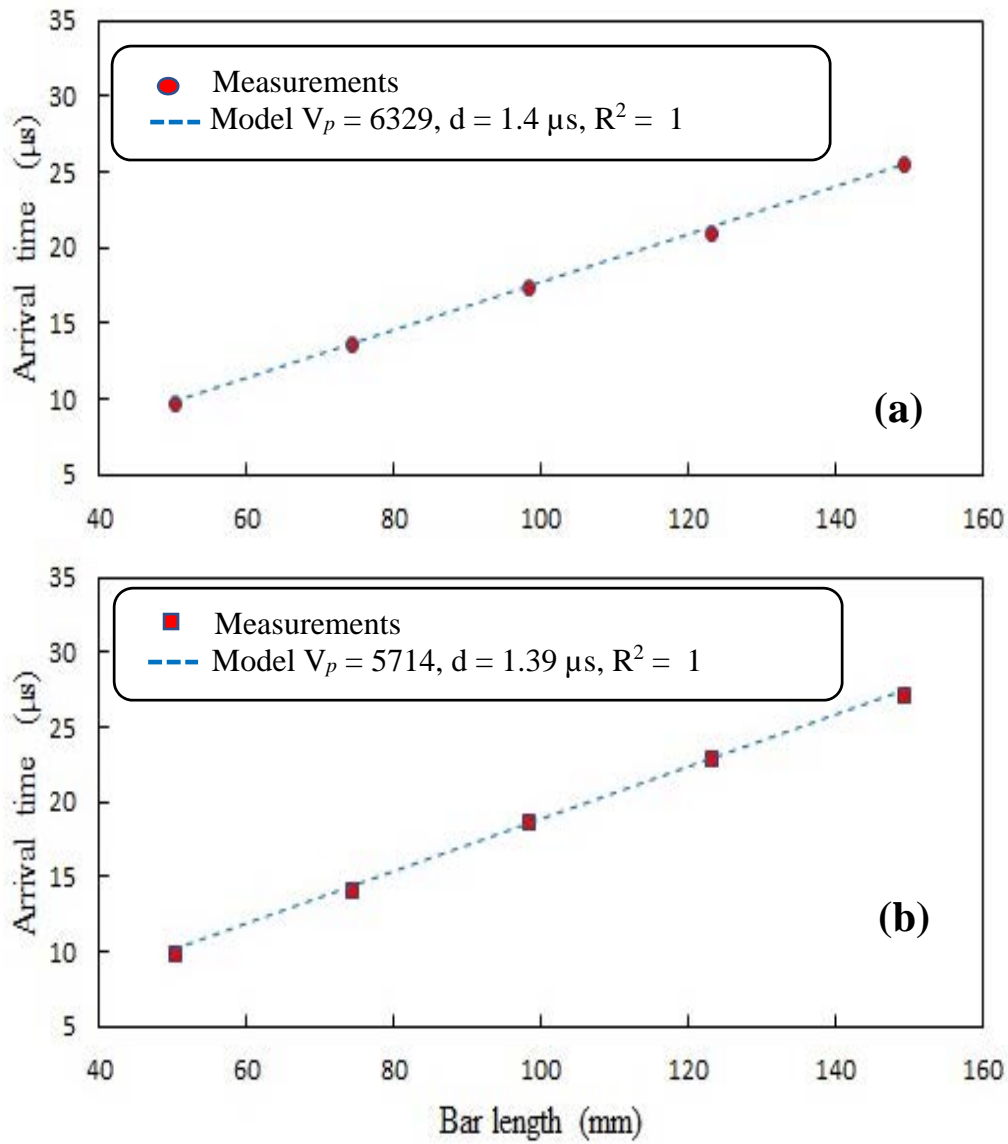 35
30
25
20
15
10
5
Arrival time (µs)
Measurements
Model Vp = 6329, d = 1.4 µs, R² = 1
(a)
40 60 80 100 120 140 160
35
30
25
20
15
10
5
Arrival time (µs)
Measurements
Model Vp = 5714, d = 1.39 µs, R² = 1
(b)
40 60 80 100 120 140 160
Bar length (mm)